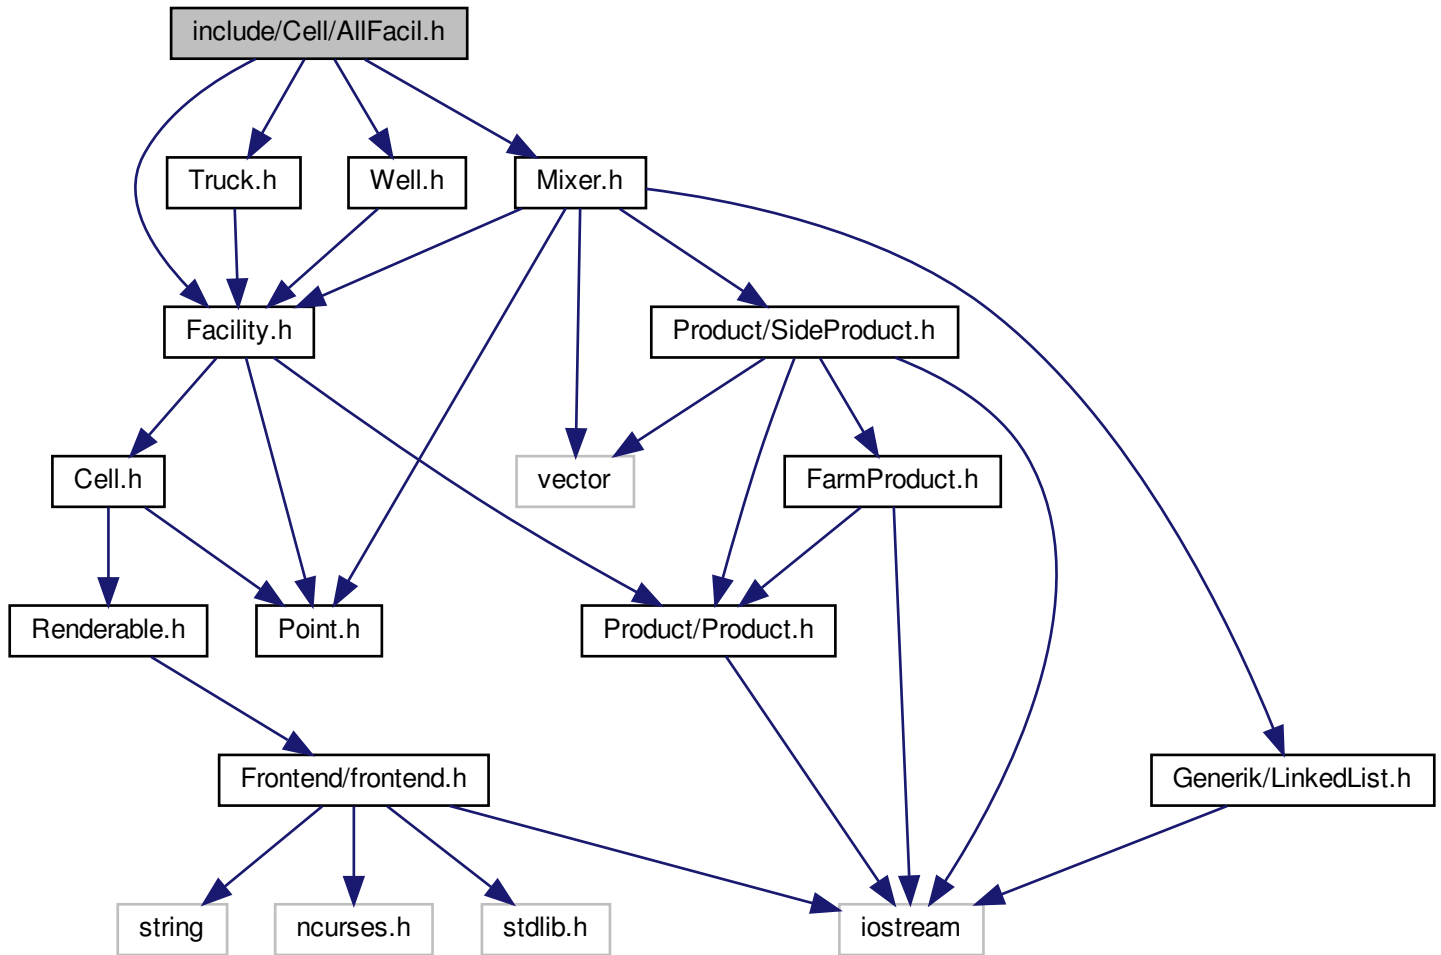 include/Cell/AllFacil.h
Truck.h
Well.h
Mixer.h
Facility.h
Product/SideProduct.h
Cell.h
vector
FarmProduct.h
Renderable.h
Point.h
Product/Product.h
Frontend/frontend.h
Generik/LinkedList.h
string
ncurses.h
stdlib.h
iostream